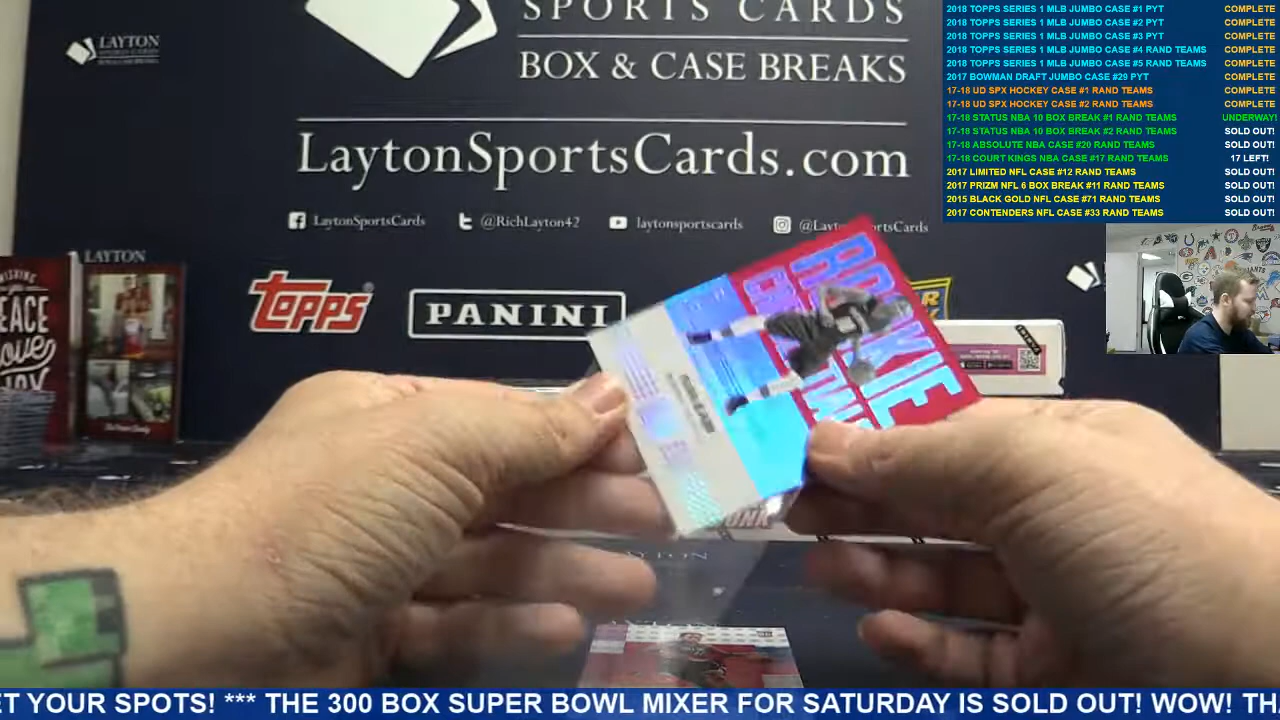 SPORTS CARDS
BOX & CASE BREAKS
LaytonSportsCards.com
LaytonSportsCards
@RichLayton42
laytonsportscards
LAYTON
LAYTON
topps
PANINI
PEACE
love
JOY
ROOKIE
2018 TOPPS SERIES 1 MLB JUMBO CASE #1 PYT COMPLETE
2018 TOPPS SERIES 1 MLB JUMBO CASE #2 PYT COMPLETE
2018 TOPPS SERIES 1 MLB JUMBO CASE #3 PYT COMPLETE
2018 TOPPS SERIES 1 MLB JUMBO CASE #4 RAND TEAMS COMPLETE
2018 TOPPS SERIES 1 MLB JUMBO CASE #5 RAND TEAMS COMPLETE
2017 BOWMAN DRAFT JUMBO CASE #29 PYT COMPLETE
17-18 UD SPX HOCKEY CASE #1 RAND TEAMS COMPLETE
17-18 UD SPX HOCKEY CASE #2 RAND TEAMS COMPLETE
17-18 STATUS NBA 10 BOX BREAK #1 RAND TEAMS UNDERWAY!
17-18 STATUS NBA 10 BOX BREAK #2 RAND TEAMS SOLD OUT!
17-18 ABSOLUTE NBA CASE #20 RAND TEAMS SOLD OUT!
17-18 COURT KINGS NBA CASE #17 RAND TEAMS 17 LEFT!
2017 LIMITED NFL CASE #12 RAND TEAMS SOLD OUT!
2017 PRIZM NFL 6 BOX BREAK #11 RAND TEAMS SOLD OUT!
2015 BLACK GOLD NFL CASE #71 RAND TEAMS SOLD OUT!
2017 CONTENDERS NFL CASE #33 RAND TEAMS SOLD OUT!
ET YOUR SPOTS! *** THE 300 BOX SUPER BOWL MIXER FOR SATURDAY IS SOLD OUT! WOW! THA